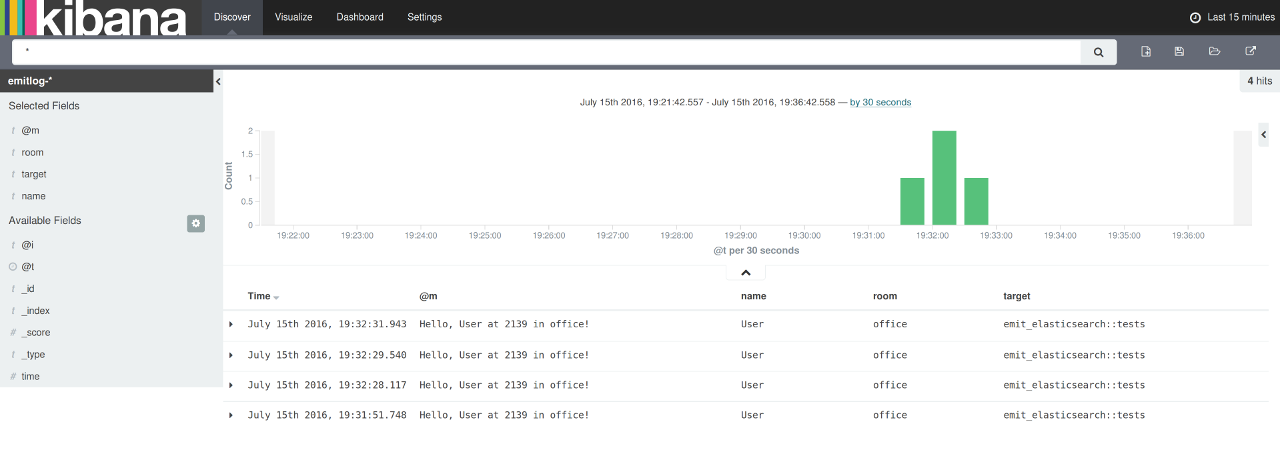 kibana Discover Visualize Dashboard Settings Last 15 minutes
*
emitlog-* 4 hits
Selected Fields
t @m
t room
t target
t name
Available Fields
t @i
@t
t _id
t _index
# _score
t _type
# time
July 15th 2016, 19:21:42.557 - July 15th 2016, 19:36:42.558 — by 30 seconds
Count
2
1.5
1
0.5
0
19:22:00 19:23:00 19:24:00 19:25:00 19:26:00 19:27:00 19:28:00 19:29:00 19:30:00 19:31:00 19:32:00 19:33:00 19:34:00 19:35:00 19:36:00
@t per 30 seconds
Time @m name room target
July 15th 2016, 19:32:31.943 Hello, User at 2139 in office! User office emit_elasticsearch::tests
July 15th 2016, 19:32:29.540 Hello, User at 2139 in office! User office emit_elasticsearch::tests
July 15th 2016, 19:32:28.117 Hello, User at 2139 in office! User office emit_elasticsearch::tests
July 15th 2016, 19:31:51.748 Hello, User at 2139 in office! User office emit_elasticsearch::tests